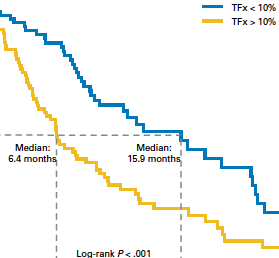 TFx < 10%
TFx > 10%
Median:
6.4 months
Median:
15.9 months
Log-rank P < .001